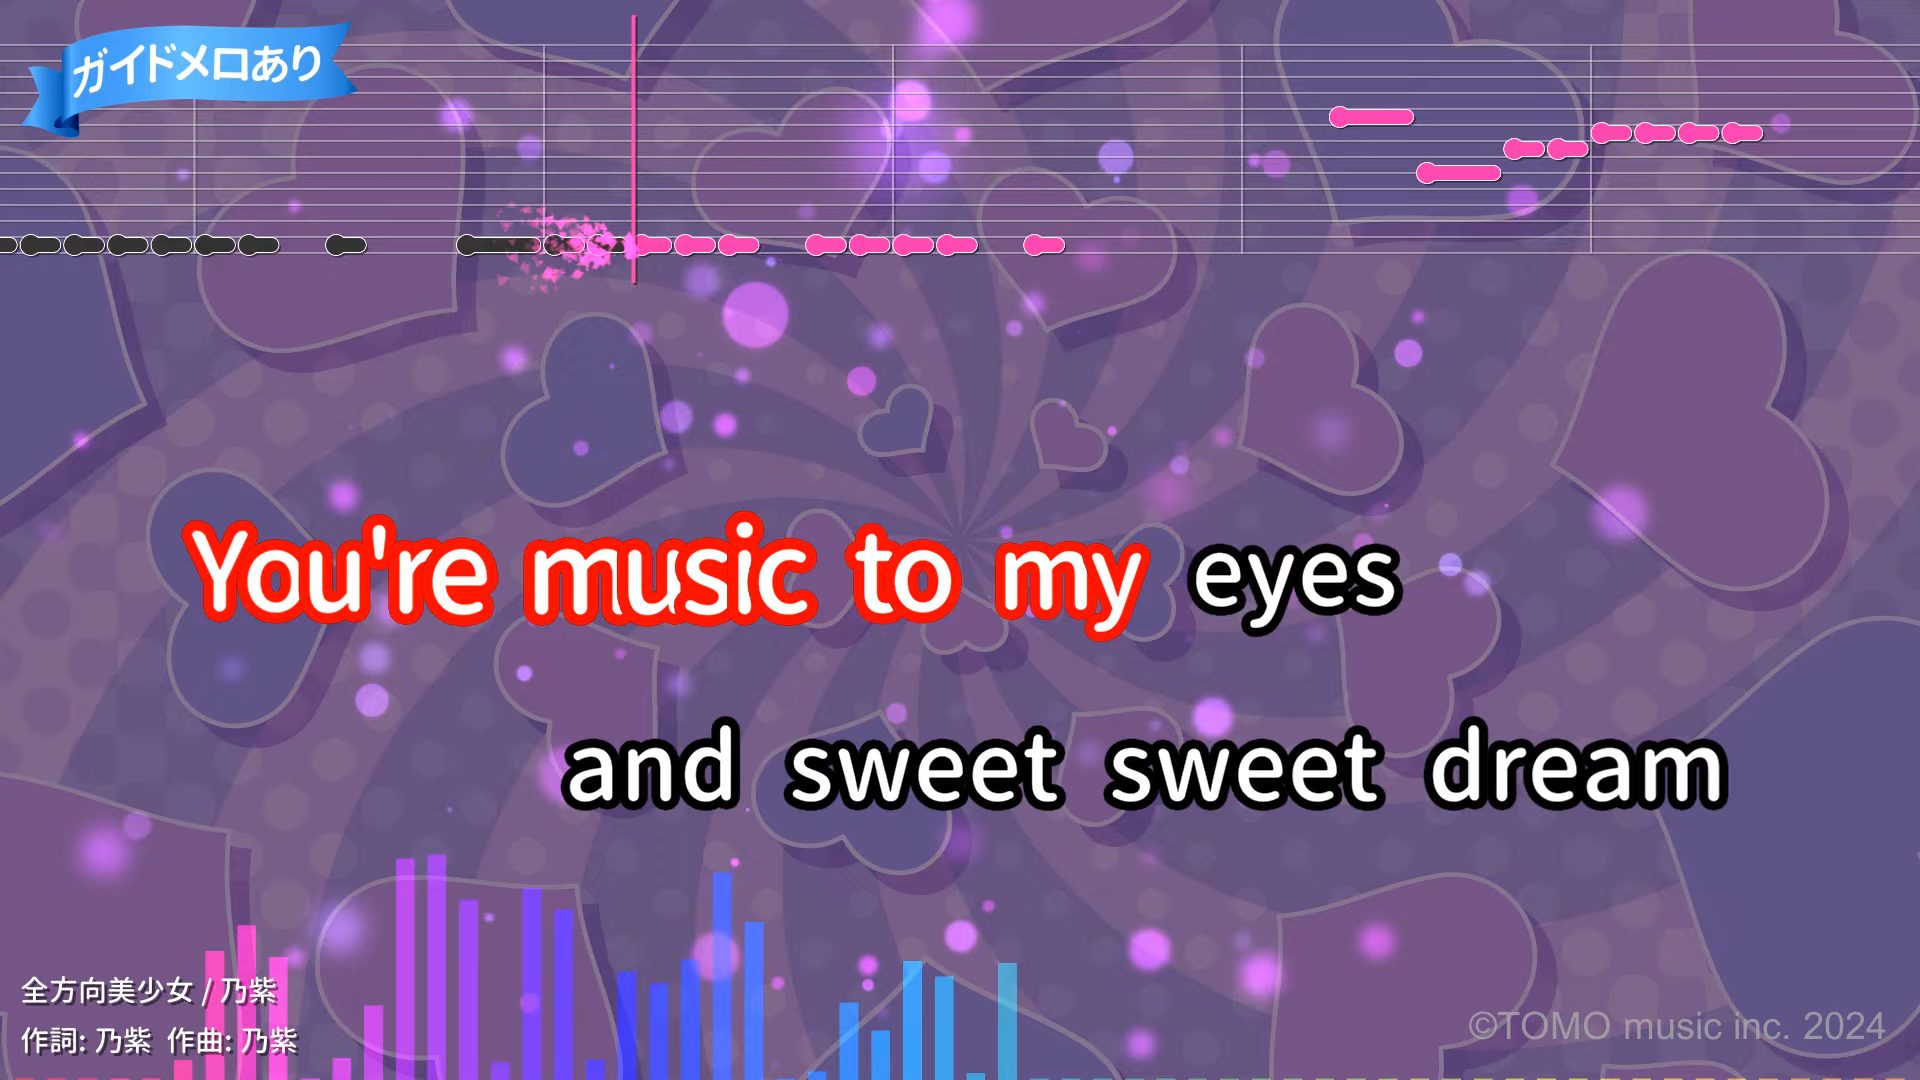 ガイドメロあり
You're music to my eyes
and sweet sweet dream
全方向美少女 / 乃紫
作詞: 乃紫 作曲: 乃紫
©TOMO music inc. 2024